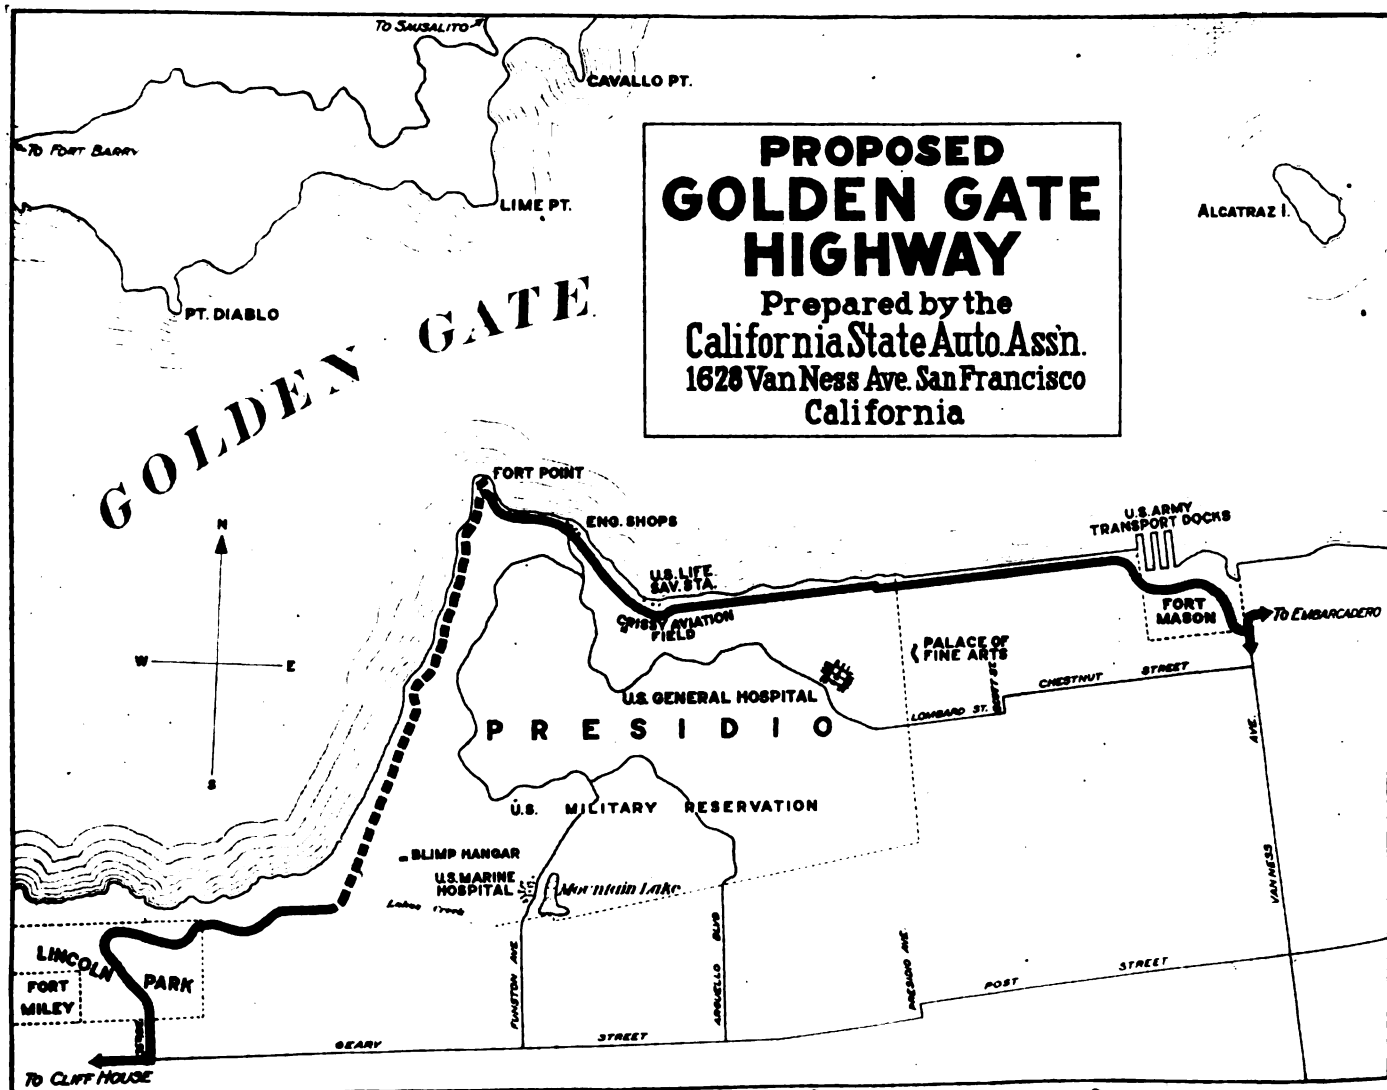 To SAUSALITO
CAVALLO PT.
To FORT BARRY
LIME PT.
PT. DIABLO
ALCATRAZ I.
PROPOSED
GOLDEN GATE
HIGHWAY
Prepared by the
California State Auto. Ass'n.
1628 Van Ness Ave. San Francisco
California
GOLDEN GATE
FORT POINT
ENG. SHOPS
U.S. LIFE
SAV. STA.
CRISSY AVIATION
FIELD
U.S. ARMY
TRANSPORT DOCKS
FORT
MASON
To EMBARCADERO
N
W
E
S
PALACE OF
FINE ARTS
SCOTT ST.
CHESTNUT STREET
LOMBARD ST.
U.S. GENERAL HOSPITAL
PRESIDIO
U.S. MILITARY RESERVATION
BLIMP HANGAR
U.S. MARINE
HOSPITAL
Mountain Lake
Lobos Creek
LINCOLN
PARK
FORT
MILEY
FUNSTON AVE
ARGUELLO BLVD
PRESIDIO AVE.
VAN NESS
AVE.
POST STREET
GEARY STREET
To CLIFF HOUSE